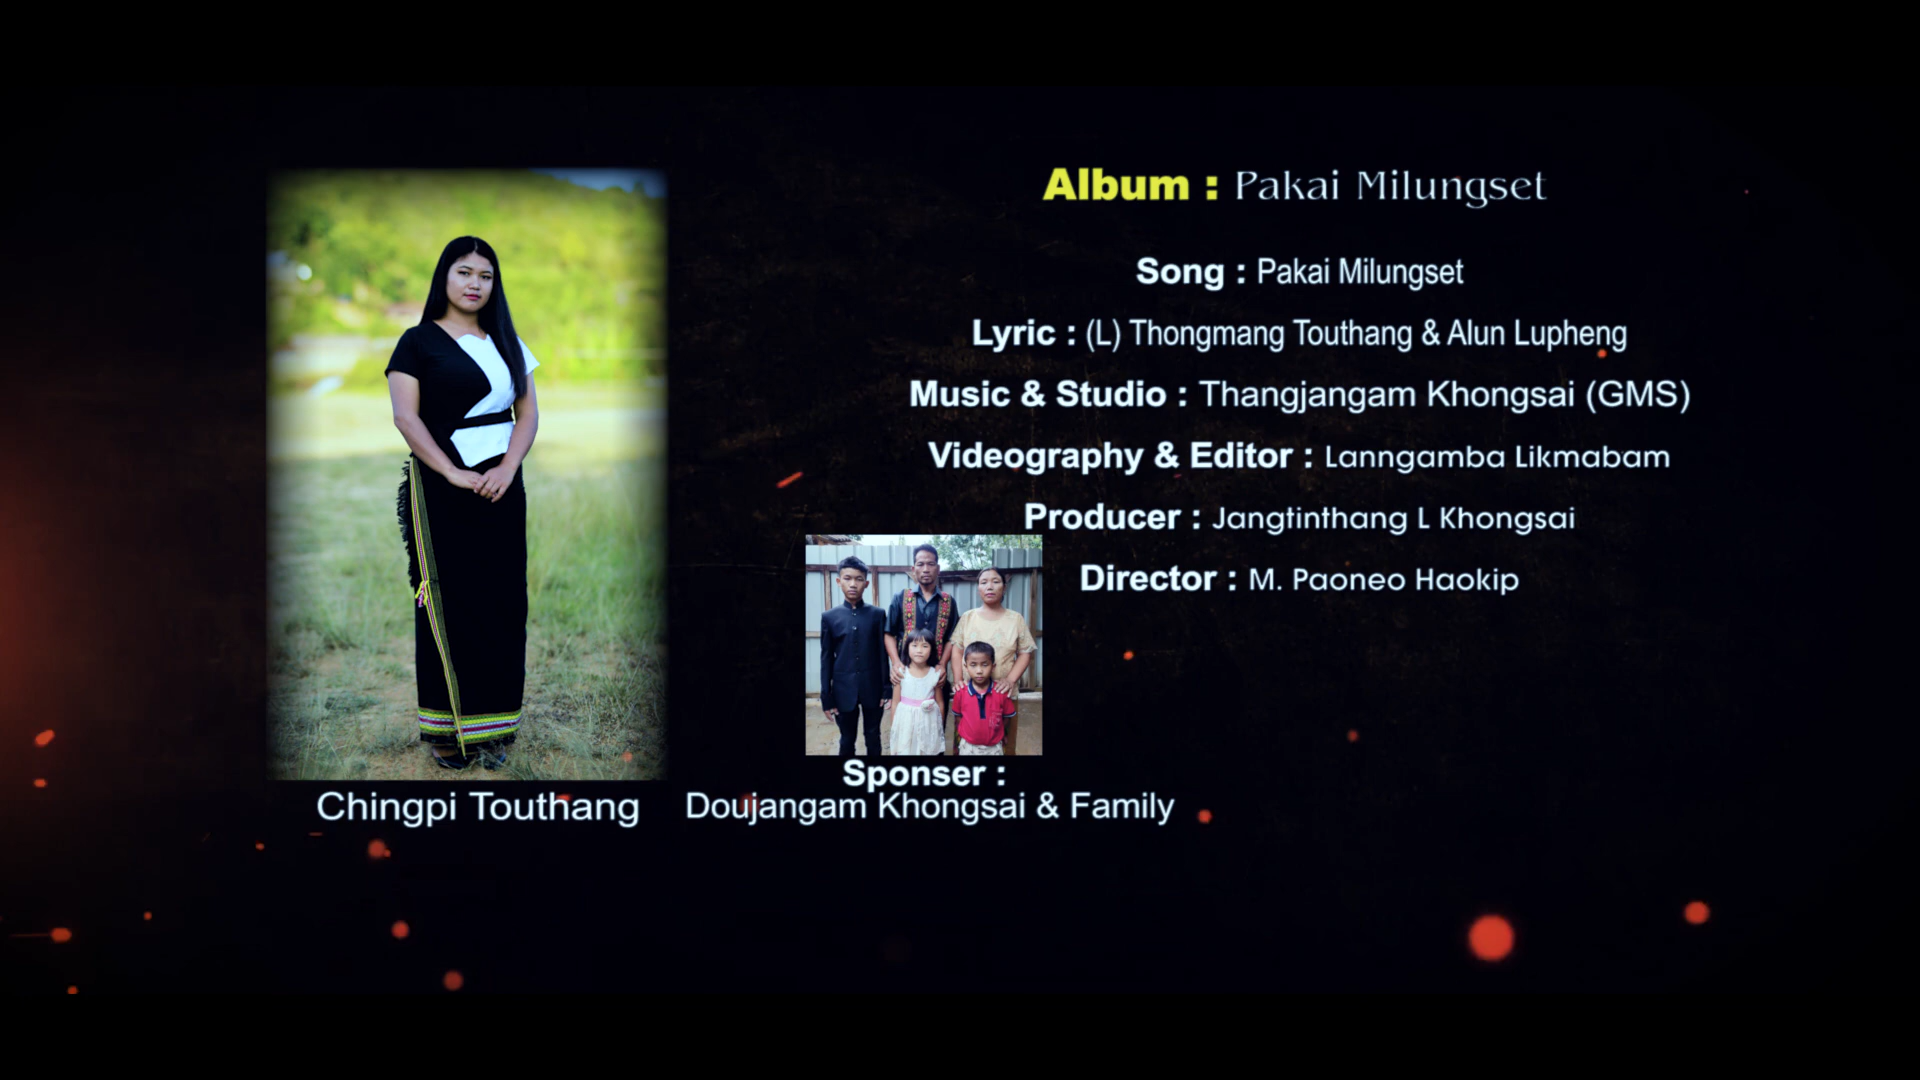 Album : Pakai Milungset
Song : Pakai Milungset
Lyric : (L) Thongmang Touthang & Alun Lupheng
Music & Studio : Thangjangam Khongsai (GMS)
Videography & Editor : Lanngamba Likmabam
Producer : Jangtinthang L Khongsai
Director : M. Paoneo Haokip
Sponser :
Doujangam Khongsai & Family
Chingpi Touthang